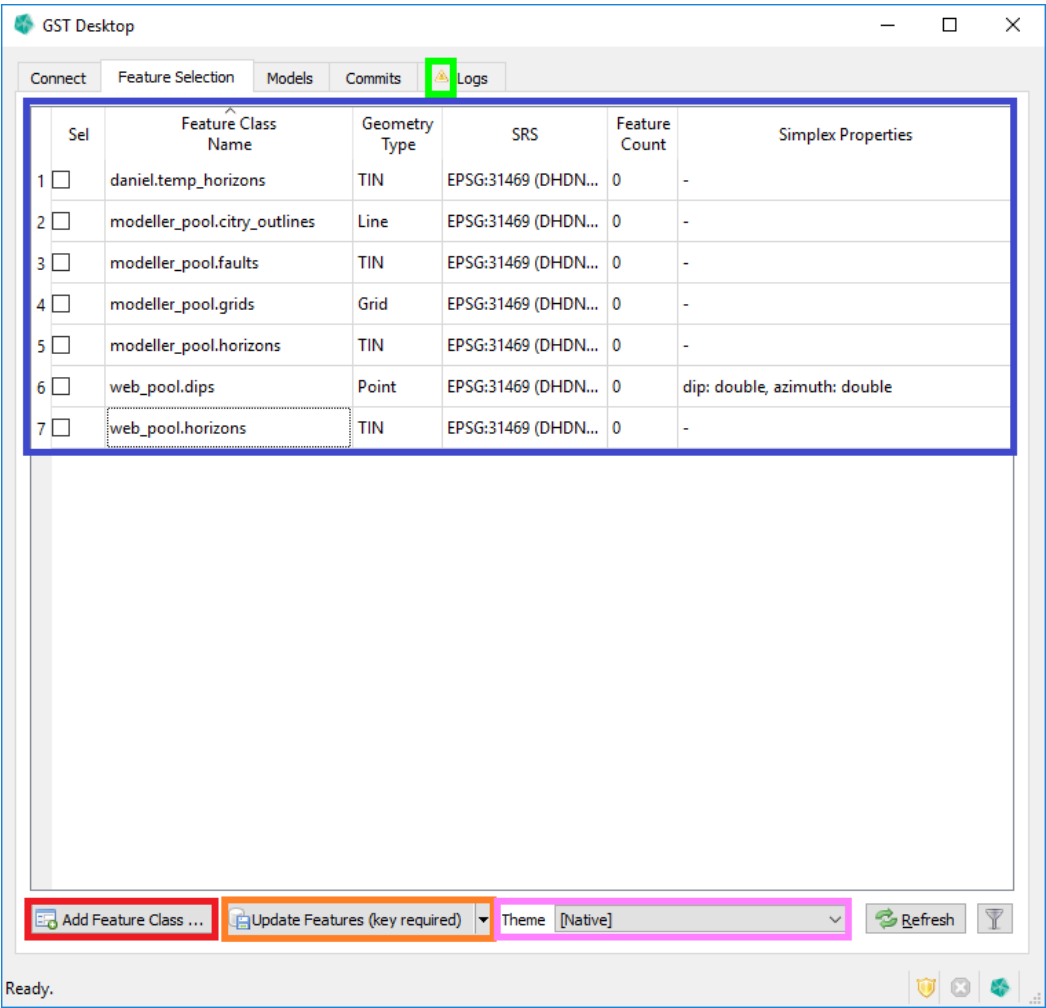 GST Desktop
Connect Feature Selection Models Commits Logs
Sel Feature Class Name Geometry Type SRS Feature Count Simplex Properties
1 daniel.temp_horizons TIN EPSG:31469 (DHDN... 0 -
2 modeller_pool.citry_outlines Line EPSG:31469 (DHDN... 0 -
3 modeller_pool.faults TIN EPSG:31469 (DHDN... 0 -
4 modeller_pool.grids Grid EPSG:31469 (DHDN... 0 -
5 modeller_pool.horizons TIN EPSG:31469 (DHDN... 0 -
6 web_pool.dips Point EPSG:31469 (DHDN... 0 dip: double, azimuth: double
7 web_pool.horizons TIN EPSG:31469 (DHDN... 0 -
Add Feature Class ... Update Features (key required) Theme [Native] Refresh
Ready.